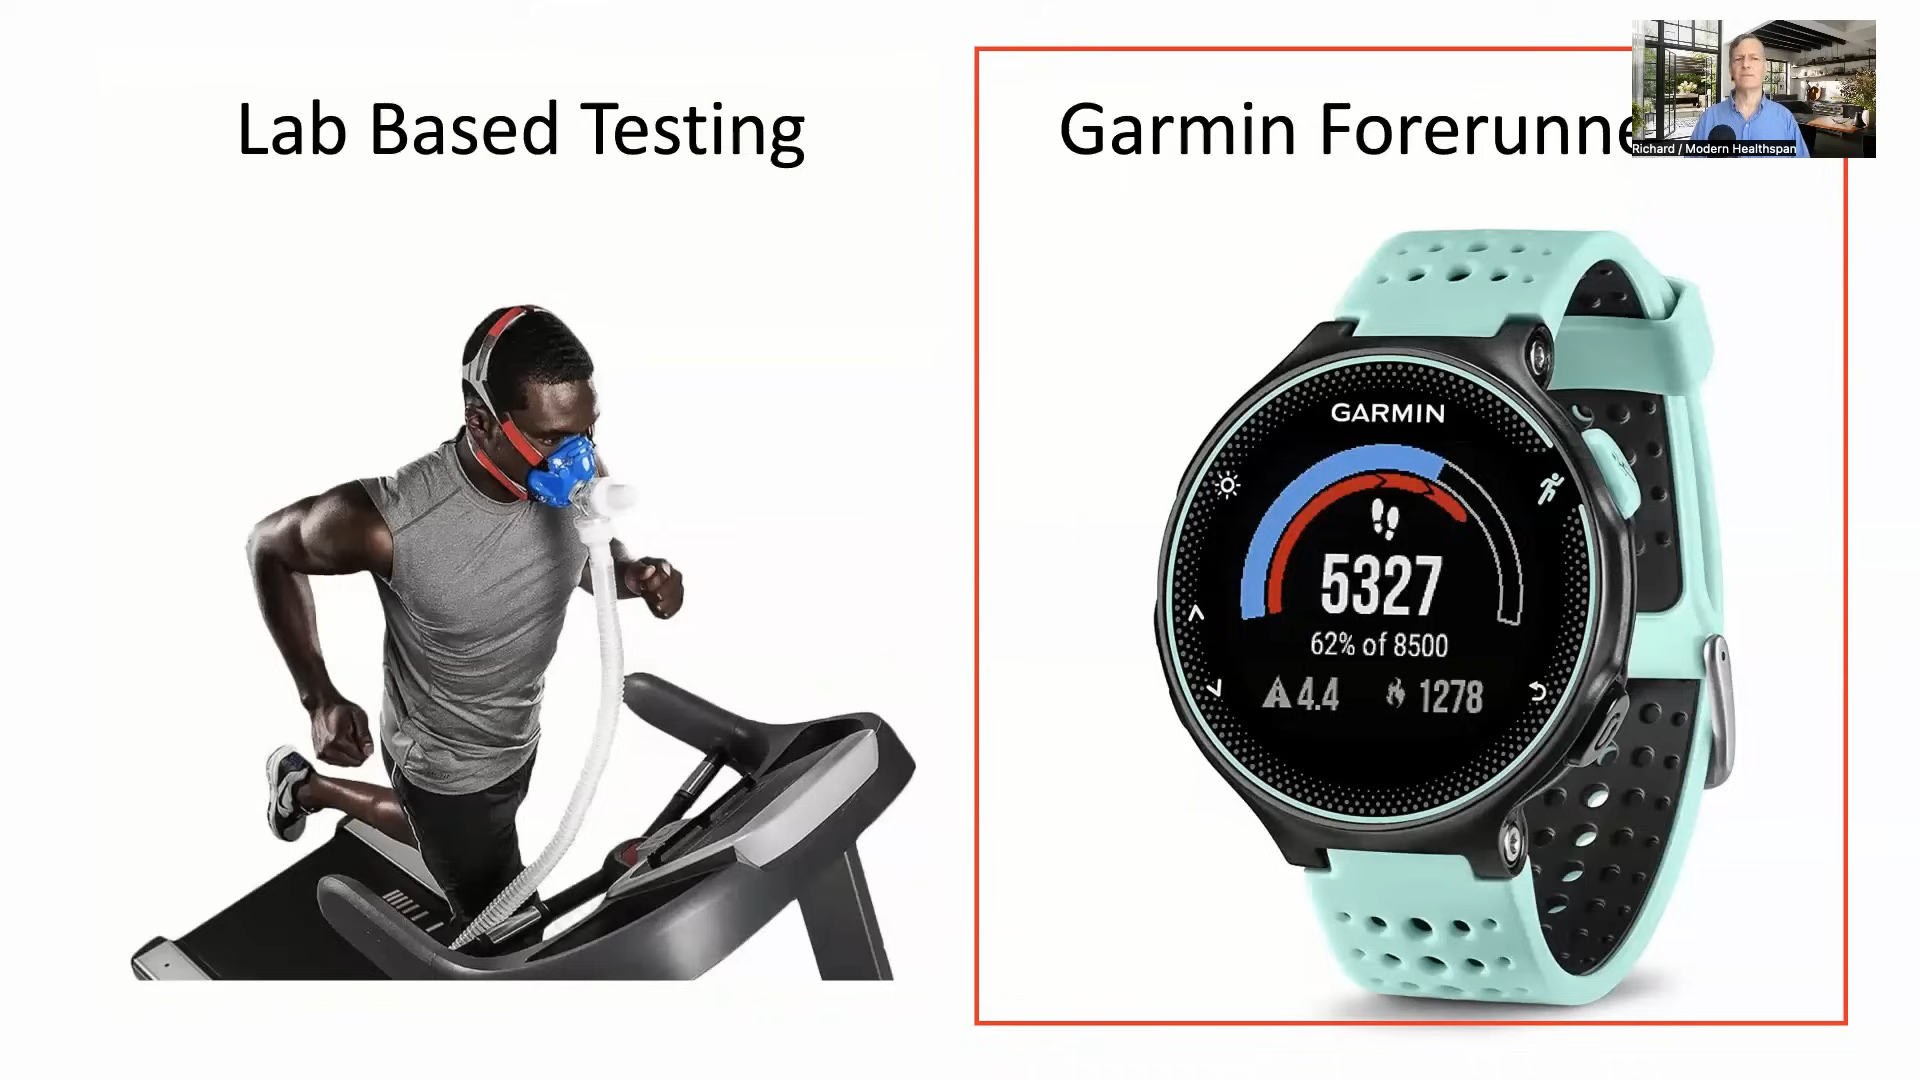 Lab Based Testing
Garmin Forerunne
Richard / Modern Healthspan
GARMIN
5327
62% of 8500
4.4 1278